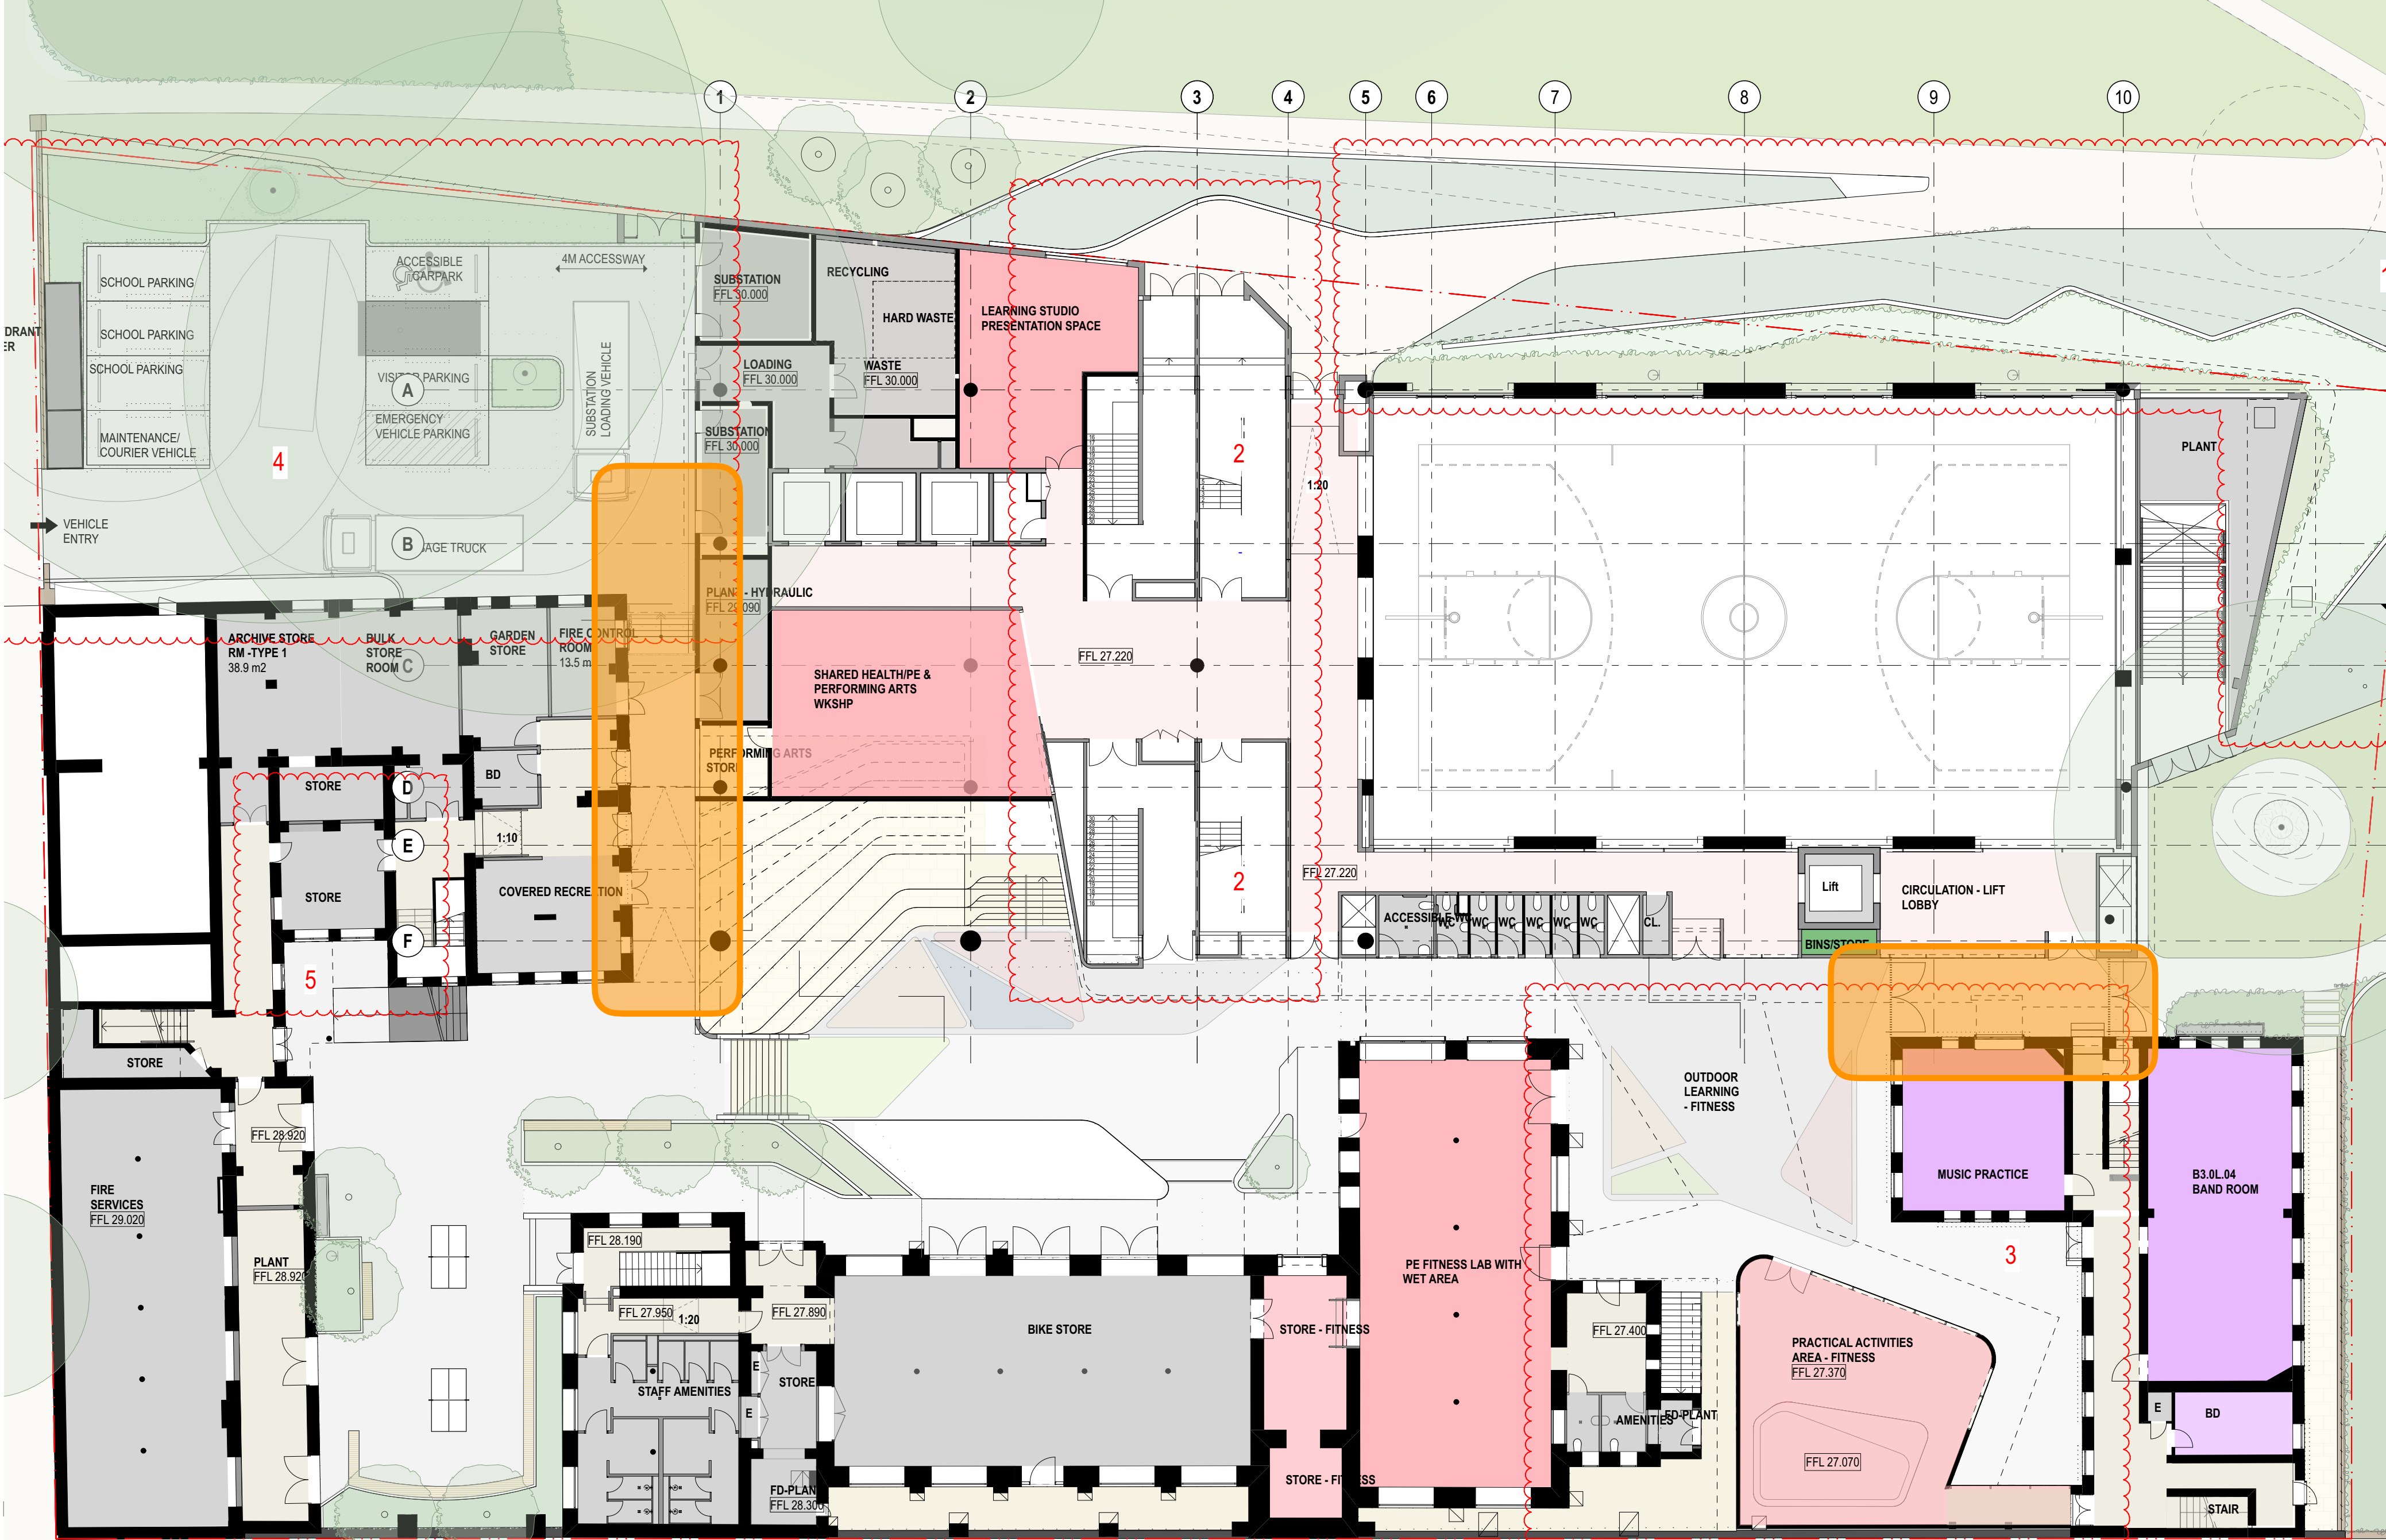 1
2
3
4
5
6
7
8
9
10
SCHOOL PARKING
SCHOOL PARKING
SCHOOL PARKING
MAINTENANCE/
COURIER VEHICLE
DRANT
ER
ACCESSIBLE
CARPARK
4M ACCESSWAY
PARKING
EMERGENCY
VEHICLE PARKING
SUBSTATION
LOADING VEHICLE
A
B
AGE TRUCK
4
VEHICLE
ENTRY
SUBSTATION
FFL 30.000
RECYCLING
HARD WASTE
LEARNING STUDIO
PRESENTATION SPACE
LOADING
FFL 30.000
WASTE
FFL 30.000
SUBSTATION
FFL 30.000
2
1:20
PLANT
PLANT - HYDRAULIC
ARCHIVE STORE
RM -TYPE 1
38.9 m2
BULK
STORE
ROOM
C
GARDEN
STORE
FIRE CONTROL
ROOM
13.5 m
FFL 27.220
SHARED HEALTH/PE &
PERFORMING ARTS
WKSHP
PERFORMING ARTS
STORE
STORE
D
BD
E
1:10
STORE
COVERED RECREATION
F
5
2
FFL 27.220
ACCESSIBLE WC
WC
WC
WC
WC
WC
CL.
Lift
CIRCULATION - LIFT
LOBBY
BINS/STORE
STORE
OUTDOOR
LEARNING
- FITNESS
FFL 28.920
MUSIC PRACTICE
B3.0L.04
BAND ROOM
FIRE
SERVICES
FFL 29.020
PLANT
FFL 28.920
FFL 28.190
FFL 27.950
1:20
FFL 27.890
BIKE STORE
STORE - FITNESS
PE FITNESS LAB WITH
WET AREA
FFL 27.400
3
PRACTICAL ACTIVITIES
AREA - FITNESS
FFL 27.370
STAFF AMENITIES
E
STORE
E
AMENITIES
FD-PLANT
E
BD
FFL 27.070
STORE - FITNESS
FD-PLAN
FFL 28.300
STAIR